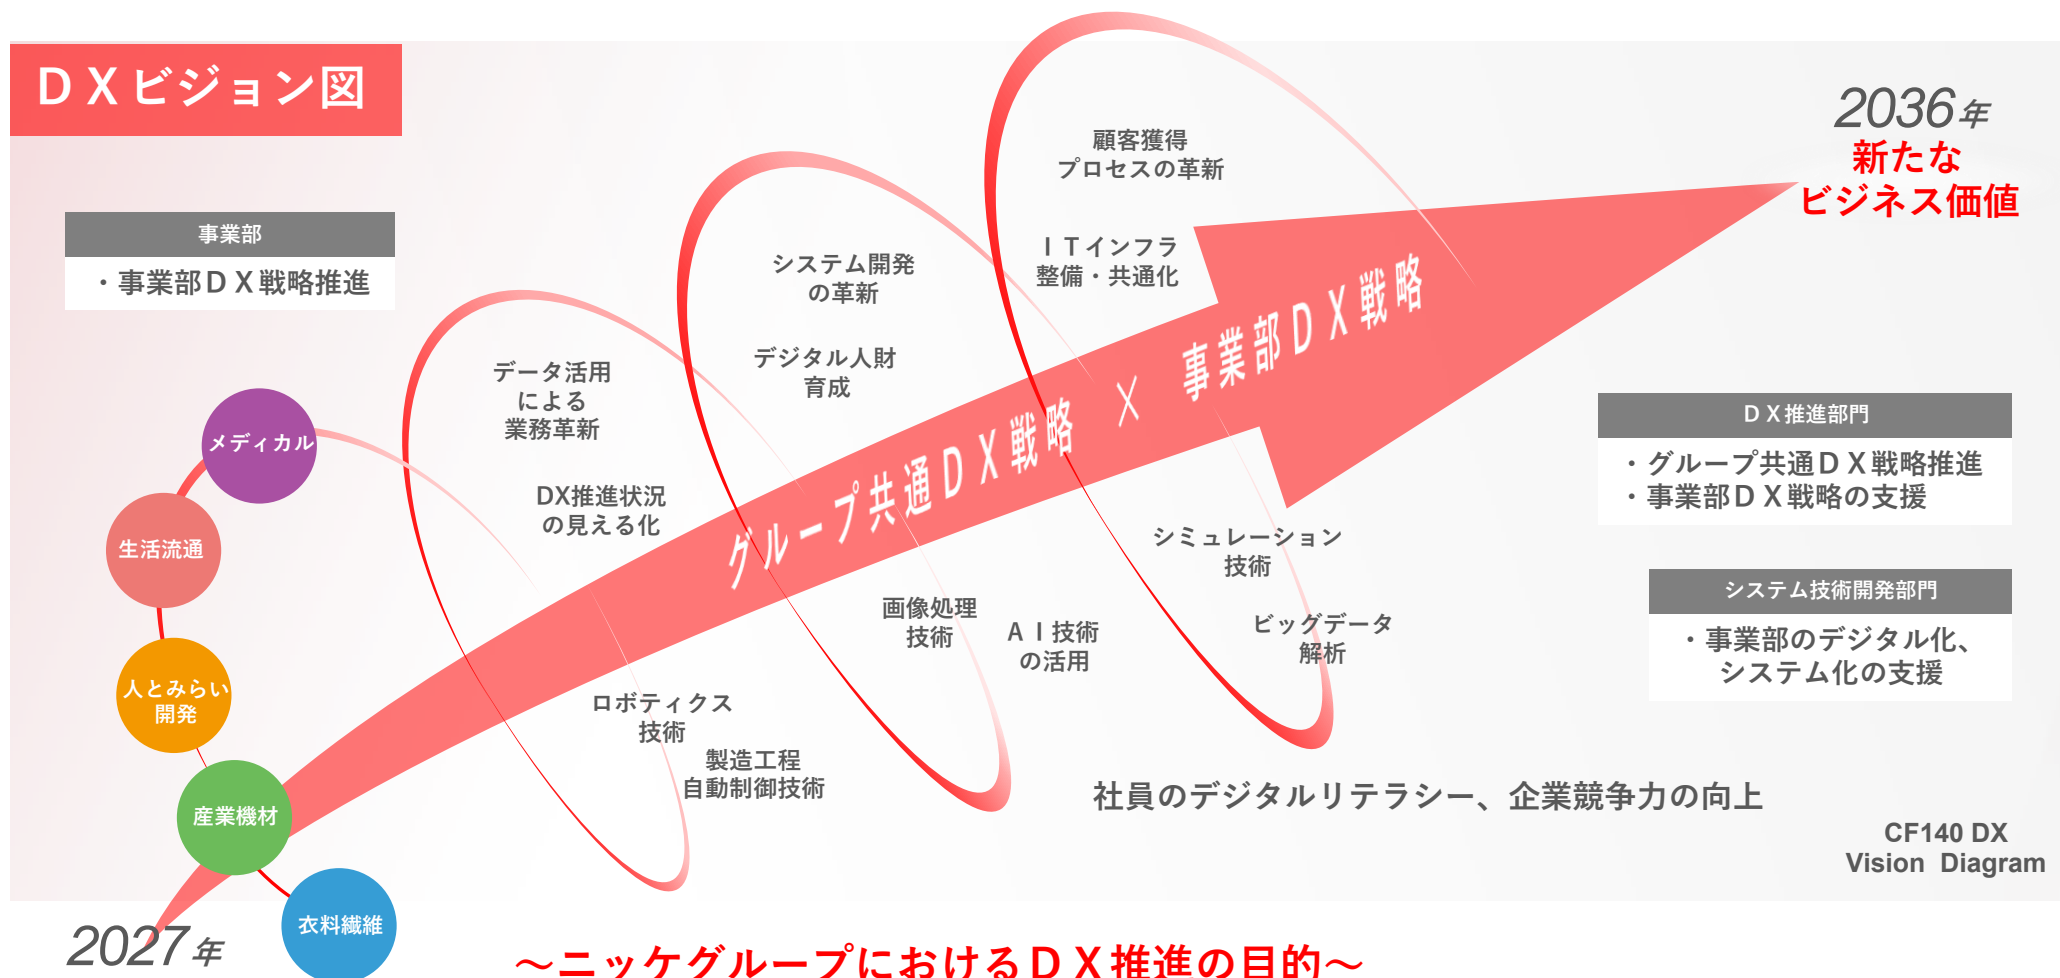 ＤＸビジョン図
2036年
新たな
ビジネス価値
顧客獲得
プロセスの革新
事業部
・事業部ＤＸ戦略推進
ＩＴインフラ
整備・共通化
システム開発
の革新
デジタル人財
育成
データ活用
による
業務革新
DX推進状況
の見える化
グループ共通ＤＸ戦略 × 事業部ＤＸ戦略
メディカル
生活流通
人とみらい
開発
産業機材
衣料繊維
ＤＸ推進部門
・グループ共通ＤＸ戦略推進
・事業部ＤＸ戦略の支援
シミュレーション
技術
システム技術開発部門
・事業部のデジタル化、
システム化の支援
画像処理
技術
ＡＩ技術
の活用
ビッグデータ
解析
ロボティクス
技術
製造工程
自動制御技術
社員のデジタルリテラシー、企業競争力の向上
CF140 DX
Vision Diagram
2027年
～ニッケグループにおけるＤＸ推進の目的～